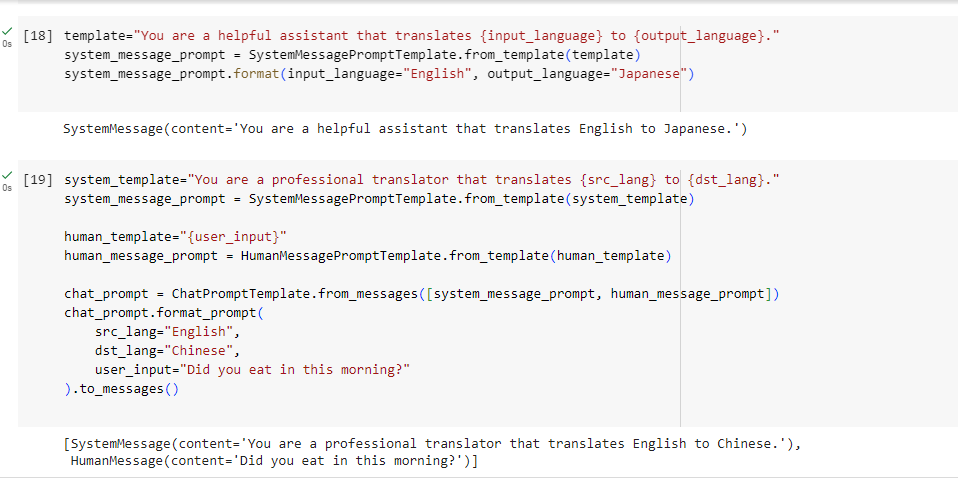 [18] template="You are a helpful assistant that translates {input_language} to {output_language}."
system_message_prompt = SystemMessagePromptTemplate.from_template(template)
system_message_prompt.format(input_language="English", output_language="Japanese")
0s
SystemMessage(content='You are a helpful assistant that translates English to Japanese.')
[19] system_template="You are a professional translator that translates {src_lang} to {dst_lang}."
system_message_prompt = SystemMessagePromptTemplate.from_template(system_template)
0s
human_template="{user_input}"
human_message_prompt = HumanMessagePromptTemplate.from_template(human_template)
chat_prompt = ChatPromptTemplate.from_messages([system_message_prompt, human_message_prompt])
chat_prompt.format_prompt(
src_lang="English",
dst_lang="Chinese",
user_input="Did you eat in this morning?"
).to_messages()
[SystemMessage(content='You are a professional translator that translates English to Chinese.'),
HumanMessage(content='Did you eat in this morning?')]